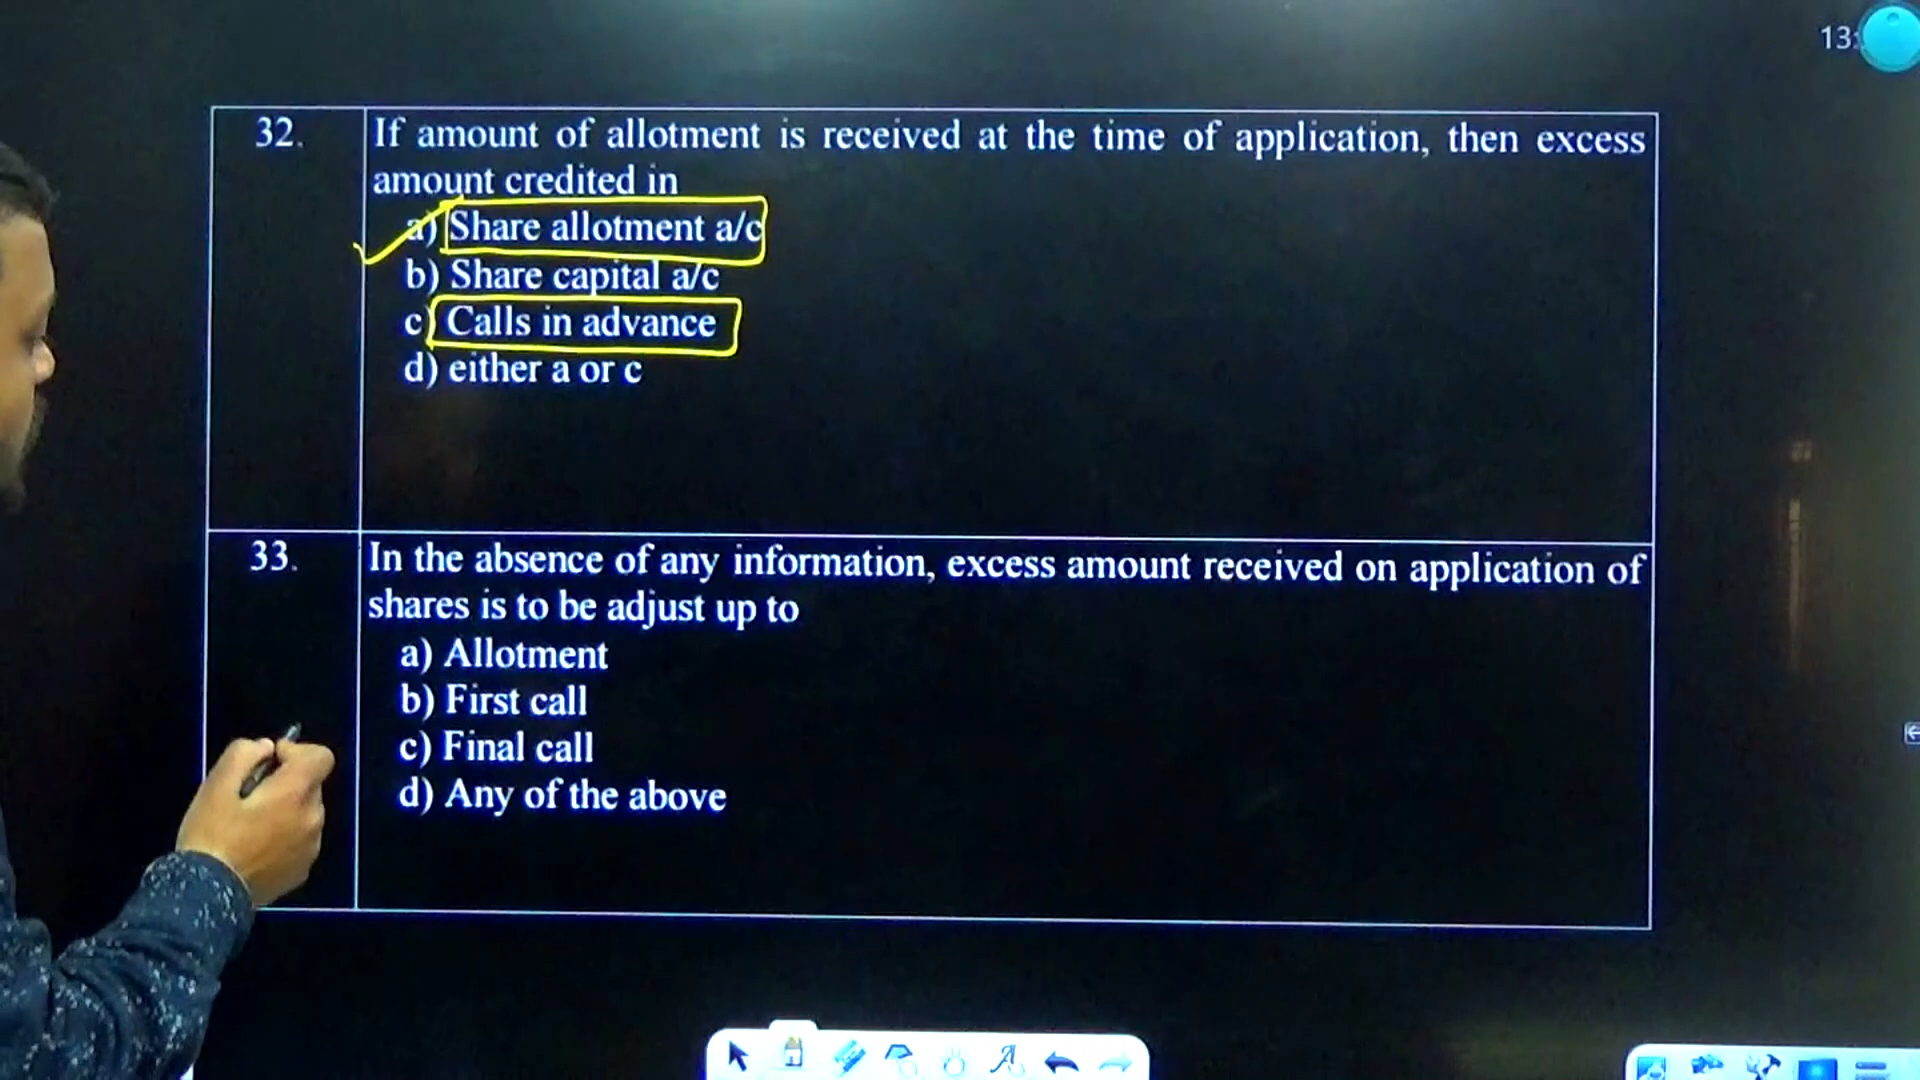 13:
32.
If amount of allotment is received at the time of application, then excess
amount credited in
a) Share allotment a/c
b) Share capital a/c
c) Calls in advance
d) either a or c
33.
In the absence of any information, excess amount received on application of
shares is to be adjust up to
a) Allotment
b) First call
c) Final call
d) Any of the above